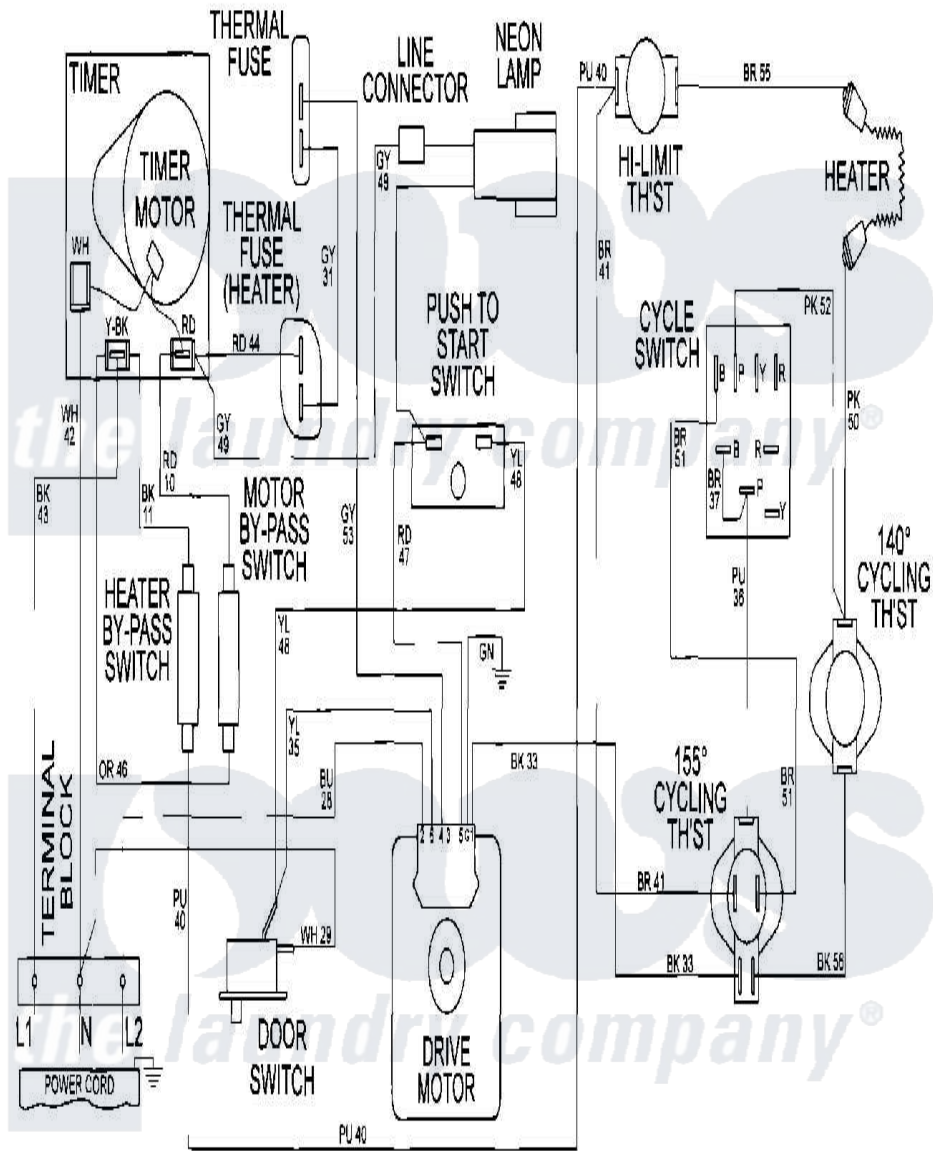 THERMAL
FUSE
LINE
CONNECTOR
NEON
LAMP
PU 40
BR 55
TIMER
TIMER
MOTOR
GY
49
HI-LIMIT
TH'ST
HEATER
WH
THERMAL
FUSE
(HEATER)
GY
31
BR
41
PUSH TO
START
SWITCH
CYCLE
SWITCH
PK 52
Y-BK
RD
RD 44
B
P
Y
R
WH
42
GY
49
PK
50
the laundry company®
BR
51
B
R
BR
37
P
Y
YL
48
RD
10
BK
43
BK
11
MOTOR
BY-PASS
SWITCH
GY
53
RD
47
140°
CYCLING
TH'ST
PU
36
HEATER
BY-PASS
SWITCH
YL
48
GN
YL
35
BK 33
TERMINAL
BLOCK
OR 46
BU
28
155°
CYCLING
TH'ST
BR
51
2 6 4 3 5 G1
PU
40
BR 41
WH 29
BK 33
BK 56
L1
N
L2
DOOR
SWITCH
DRIVE
MOTOR
the laundry company®
POWER CORD
PU 40